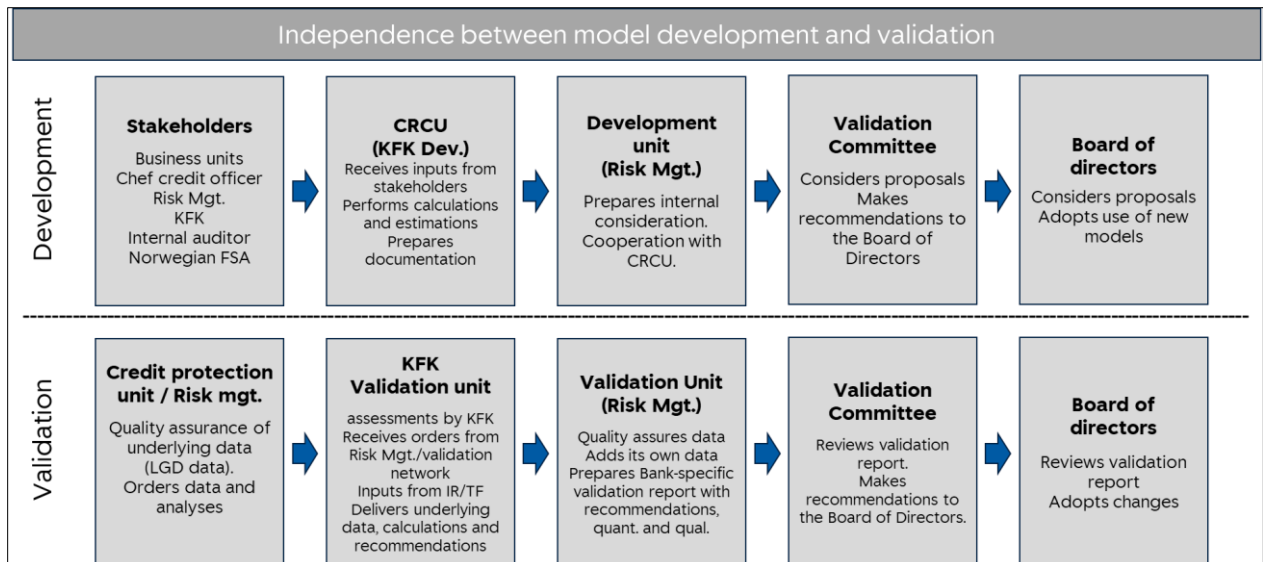 Independence between model development and validation
Development
Stakeholders
Business units
Chef credit officer
Risk Mgt.
KFK
Internal auditor
Norwegian FSA
CRCU
(KFK Dev.)
Receives inputs from
stakeholders
Performs calculations
and estimations
Prepares
documentation
Development
unit
(Risk Mgt.)
Prepares internal
consideration.
Cooperation with
CRCU.
Validation
Committee
Considers proposals
Makes
recommendations to
the Board of
Directors
Board of
directors
Considers proposals
Adopts use of new
models
Validation
Credit protection
unit / Risk mgt.
Quality assurance of
underlying data
(LGD data).
Orders data and
analyses
KFK
Validation unit
assessments by KFK
Receives orders from
Risk Mgt./validation
network
Inputs from IR/TF
Delivers underlying
data, calculations and
recommendations
Validation Unit
(Risk Mgt.)
Quality assures data
Adds its own data
Prepares Bank-specific
validation report with
recommendations,
quant. and qual.
Validation
Committee
Reviews validation
report.
Makes
recommendations to
the Board of Directors.
Board of
directors
Reviews validation
report
Adopts changes